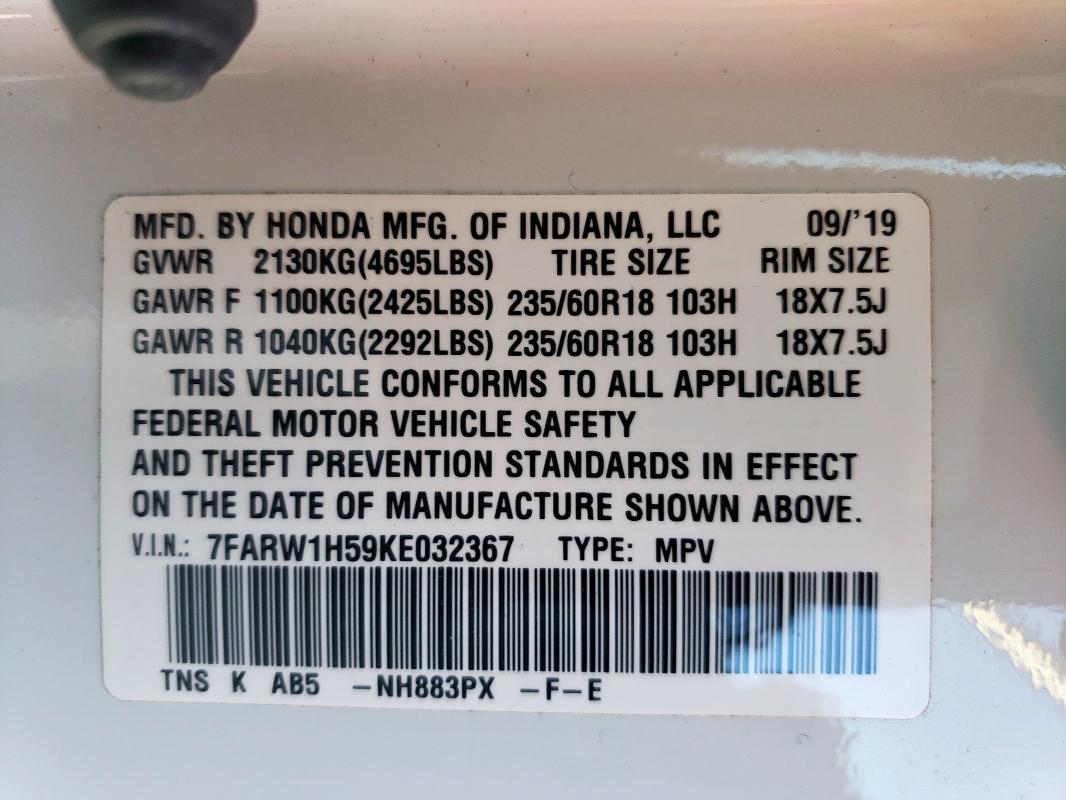 MFD. BY HONDA MFG. OF INDIANA, LLC 09/'19
GVWR 2130KG(4695LBS) TIRE SIZE RIM SIZE
GAWR F 1100KG(2425LBS) 235/60R18 103H 18X7.5J
GAWR R 1040KG(2292LBS) 235/60R18 103H 18X7.5J
THIS VEHICLE CONFORMS TO ALL APPLICABLE
FEDERAL MOTOR VEHICLE SAFETY
AND THEFT PREVENTION STANDARDS IN EFFECT
ON THE DATE OF MANUFACTURE SHOWN ABOVE.
V.I.N.: 7FARW1H59KE032367 TYPE: MPV
TNS K AB5 -NH883PX -F-E